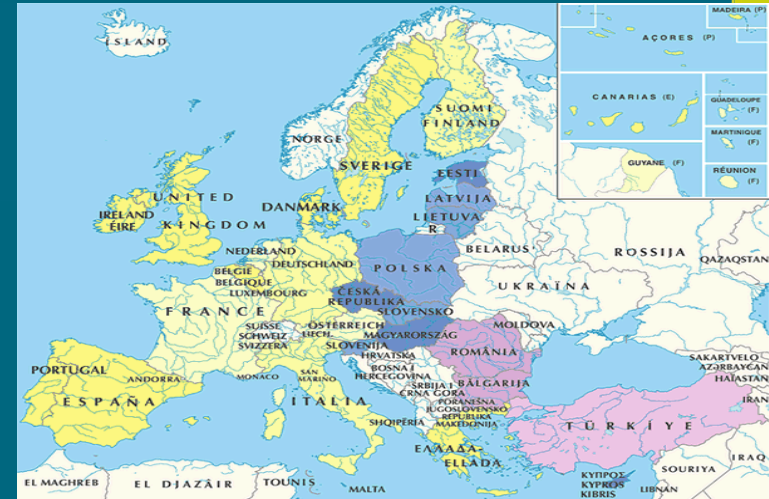 ÍSLAND
MADEIRA (P)
AÇORES (P)
CANARIAS (E)
GUADELOUPE
(F)
MARTINIQUE
(F)
GUYANE (F)
RÉUNION
(F)
NORGE
SVERIGE
SUOMI
FINLAND
EESTI
LATVIJA
LIETUVA
R
DANMARK
UNITED
KINGDOM
IRELAND
ÉIRE
NEDERLAND
DEUTSCHLAND
BELGIË
BELGIQUE
LUXEMBOURG
POLSKA
BELARUS'
ROSSIJA
QAZAQSTAN
UKRAÏNA
ČESKÁ
REPUBLIKA
SLOVENSKO
FRANCE
SUISSE
SCHWEIZ
SVIZZERA
ÖSTERREICH
LIECH.
MAGYARORSZÁG
MOLDOVA
SLOVENIJA
HRVATSKA
ROMÂNIA
BOSNA I
HERCEGOVINA
SRBIJA I
CRNA GORA
BĂLGARIJA
PORANEŠNA
JUGOSLOVENSKO
REPUBLIKA
MAKEDONIJA
SHQIPËRIA
PORTUGAL
ANDORRA
ESPAÑA
MONACO
SAN
MARINO
ITALIA
SAKARTVELO
AZƏRBAYCAN
HAÏASTAN
IRAN
TÜRKİYE
ΕΛΛΑΔΑ-
ELLADA
ΚΥΠΡΟΣ
KYPROS
KIBRIS
SOURIYA
IRAQ
LIBNAN
EL MAGHREB
EL DJAZÂIR
TOUNIS
MALTA